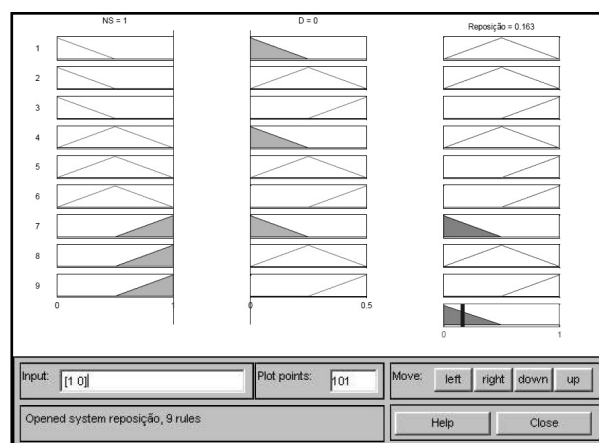 NS = 1
D = 0
Reposição = 0.163
1
2
3
4
5
6
7
8
9
0
1
0
0.5
0
1
Input:
[1 0]
Plot points:
101
Move:
left
right
down
up
Opened system reposição, 9 rules
Help
Close